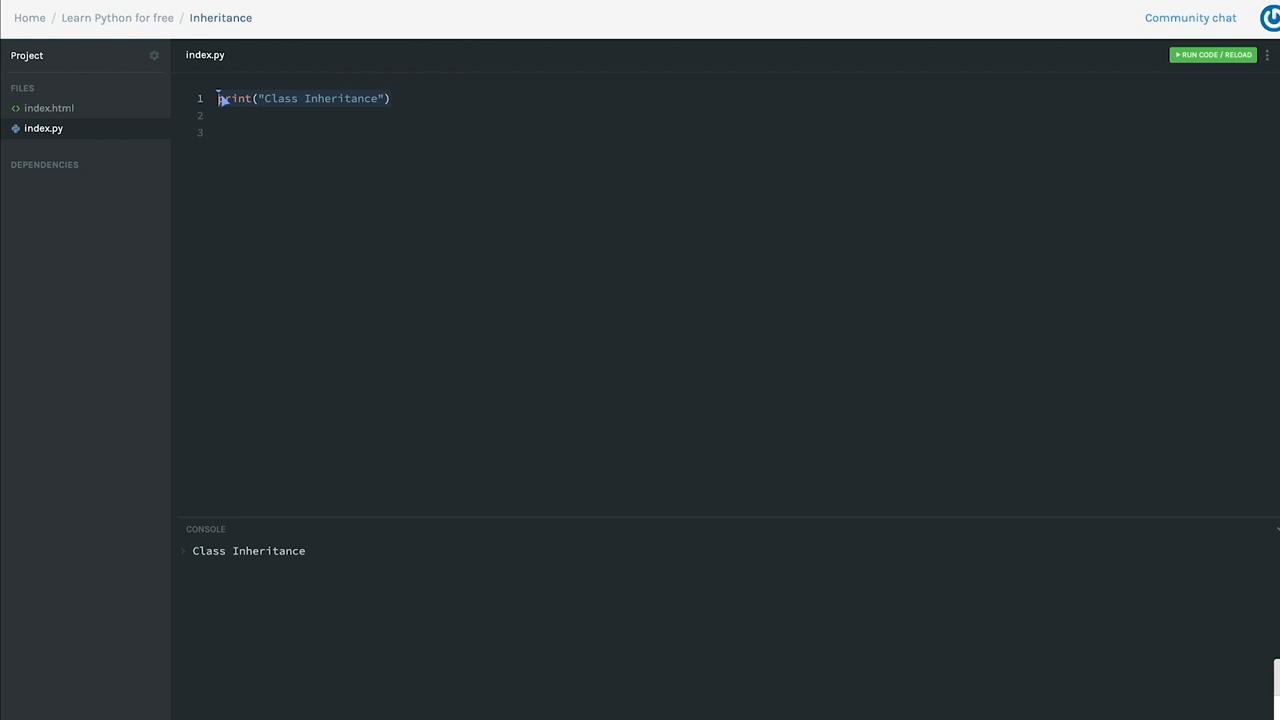 Home / Learn Python for free / Inheritance
Community chat
Project
index.py
RUN CODE / RELOAD
FILES
<> index.html
index.py
DEPENDENCIES
1 print("Class Inheritance")
2
3
CONSOLE
> Class Inheritance